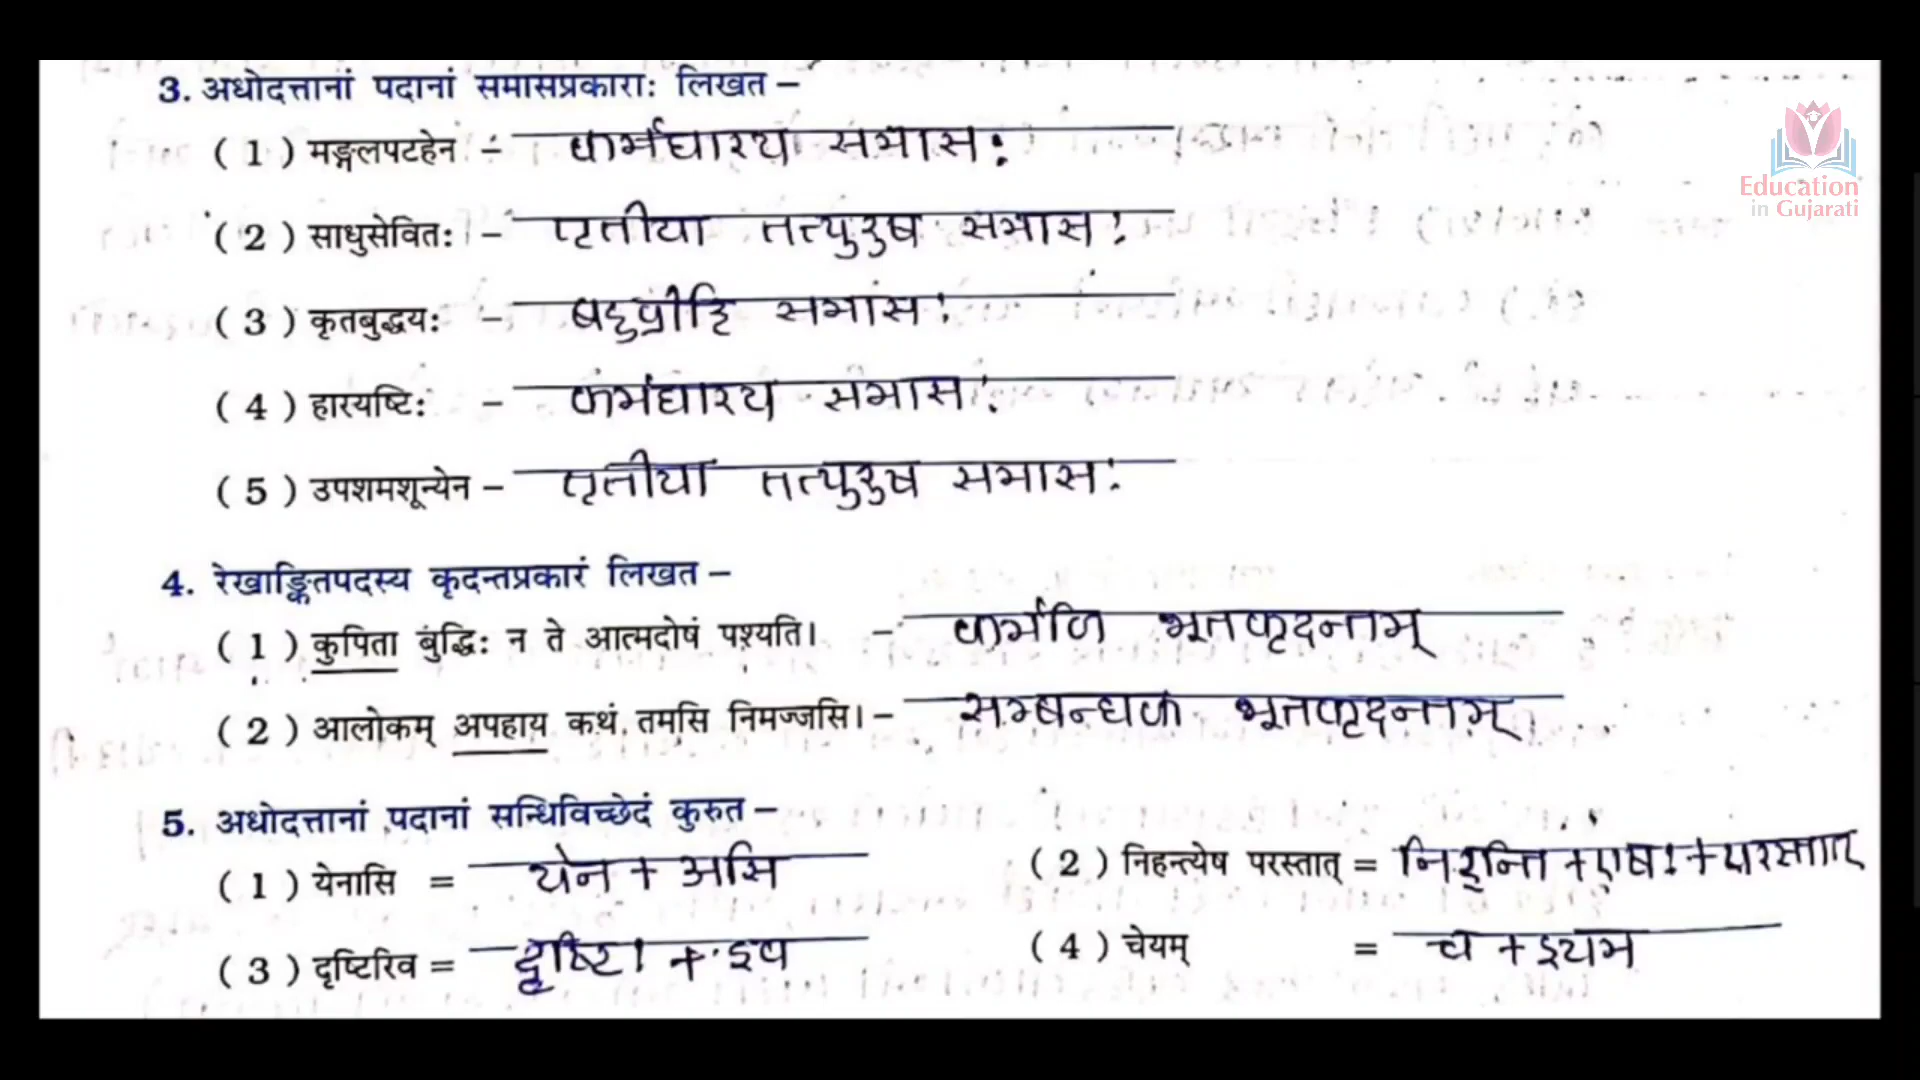 3. अधोदत्तानां पदानां समासप्रकाराः लिखत –
( 1 ) मङ्गलपटहेन – कर्मधारय समासः
( 2 ) साधुसेवितः – तृतीया तत्पुरुष समासः
( 3 ) कृतबुद्धयः – बहुव्रीहि समासः
( 4 ) हारयष्टिः – कर्मधारय समासः
( 5 ) उपशमशून्येन – तृतीया तत्पुरुष समासः
4. रेखाङ्कितपदस्य कृदन्तप्रकारं लिखत –
( 1 ) कुपिता बुद्धिः न ते आत्मदोषं पश्यति। – कर्मणि भूतकृदन्तम्
( 2 ) आलोकम् अपहाय कथं तमसि निमज्जसि। – सम्बन्धक भूतकृदन्तम्
5. अधोदत्तानां पदानां सन्धिविच्छेदं कुरुत –
( 1 ) येनासि = येन + असि ( 2 ) निहन्त्येष परस्तात् = निहन्ति + एषः + परस्तात्
( 3 ) दृष्टिरिव = दृष्टिः + इव ( 4 ) चेयम् = च + इयम
Education
in Gujarati